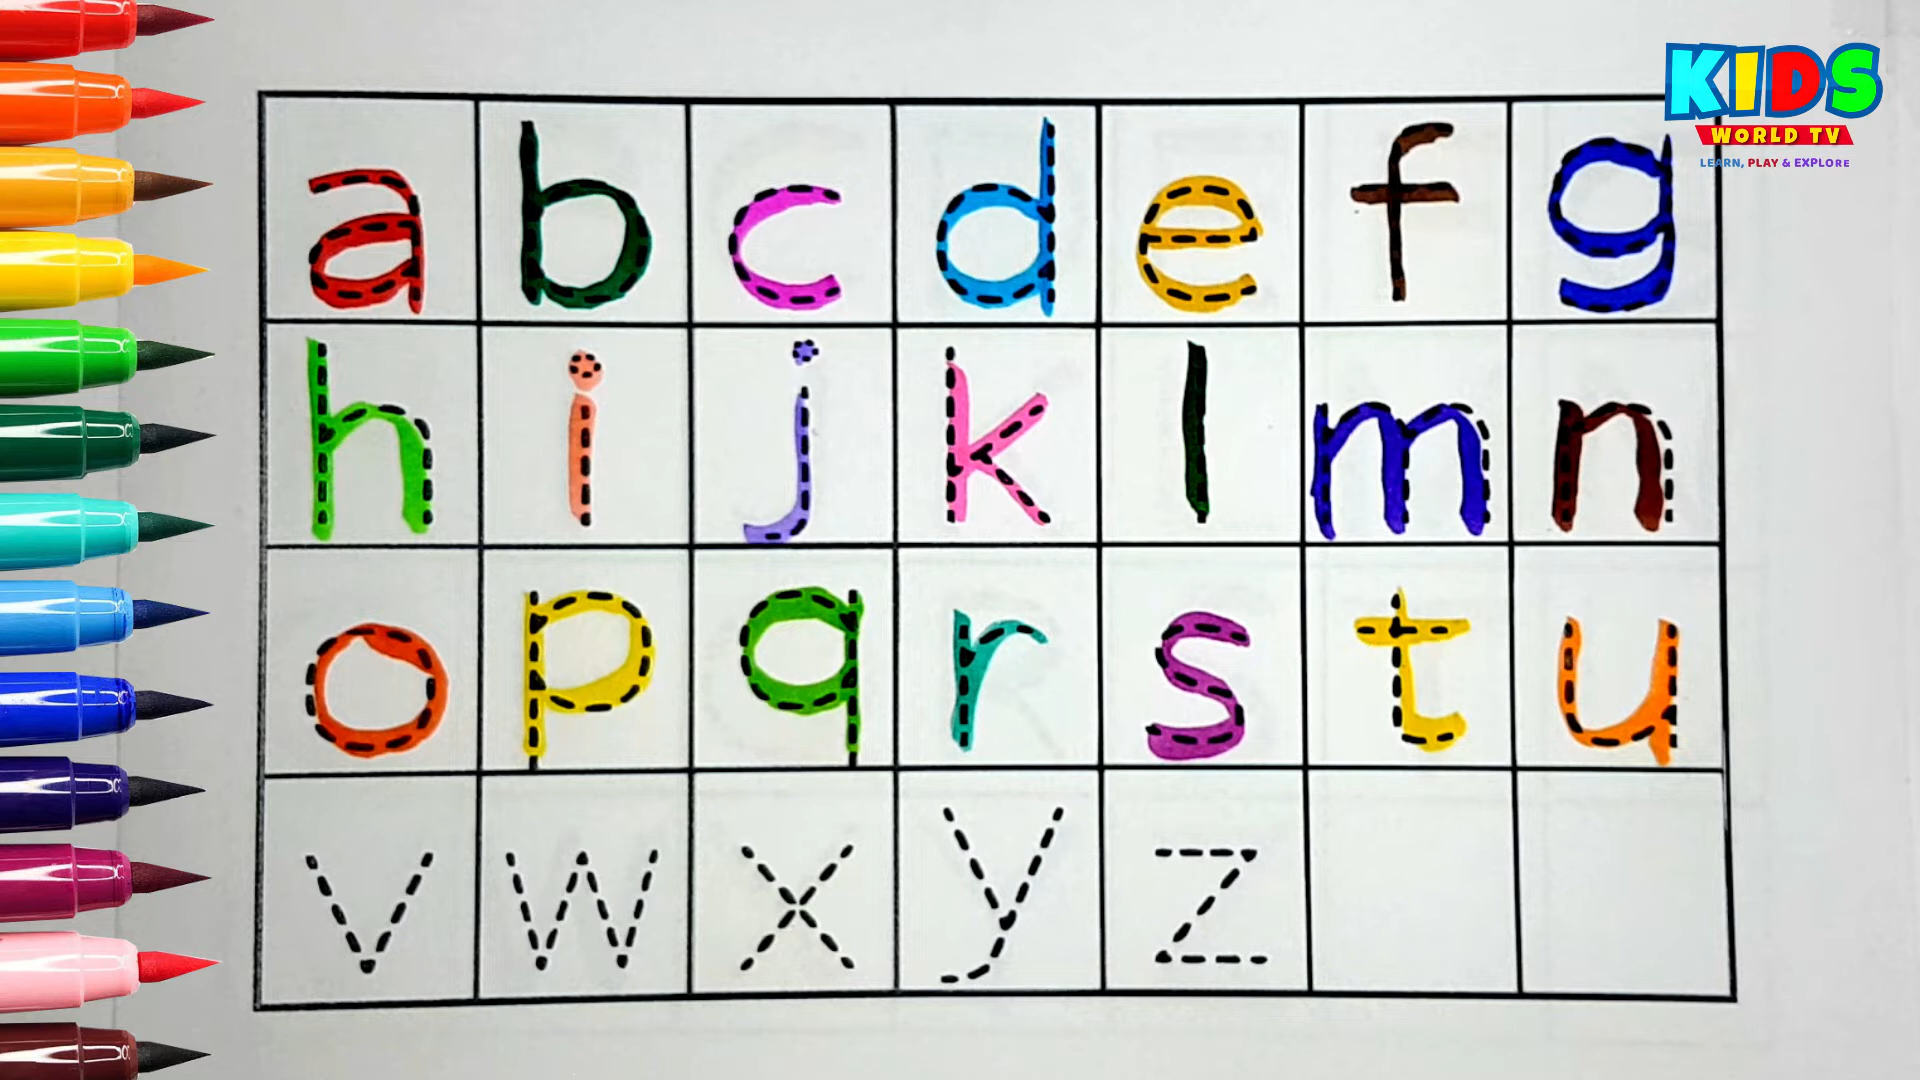 KIDS
WORLD TV
LEARN, PLAY & EXPLORE
a b c d e f g
h i j k l m n
o p q r s t u
v w x y z